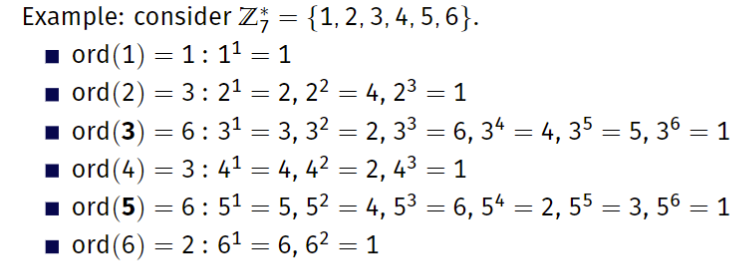 Example: consider ℤ₇* = {1, 2, 3, 4, 5, 6}.
■ ord(1) = 1 : 1¹ = 1
■ ord(2) = 3 : 2¹ = 2, 2² = 4, 2³ = 1
■ ord(3) = 6 : 3¹ = 3, 3² = 2, 3³ = 6, 3⁴ = 4, 3⁵ = 5, 3⁶ = 1
■ ord(4) = 3 : 4¹ = 4, 4² = 2, 4³ = 1
■ ord(5) = 6 : 5¹ = 5, 5² = 4, 5³ = 6, 5⁴ = 2, 5⁵ = 3, 5⁶ = 1
■ ord(6) = 2 : 6¹ = 6, 6² = 1